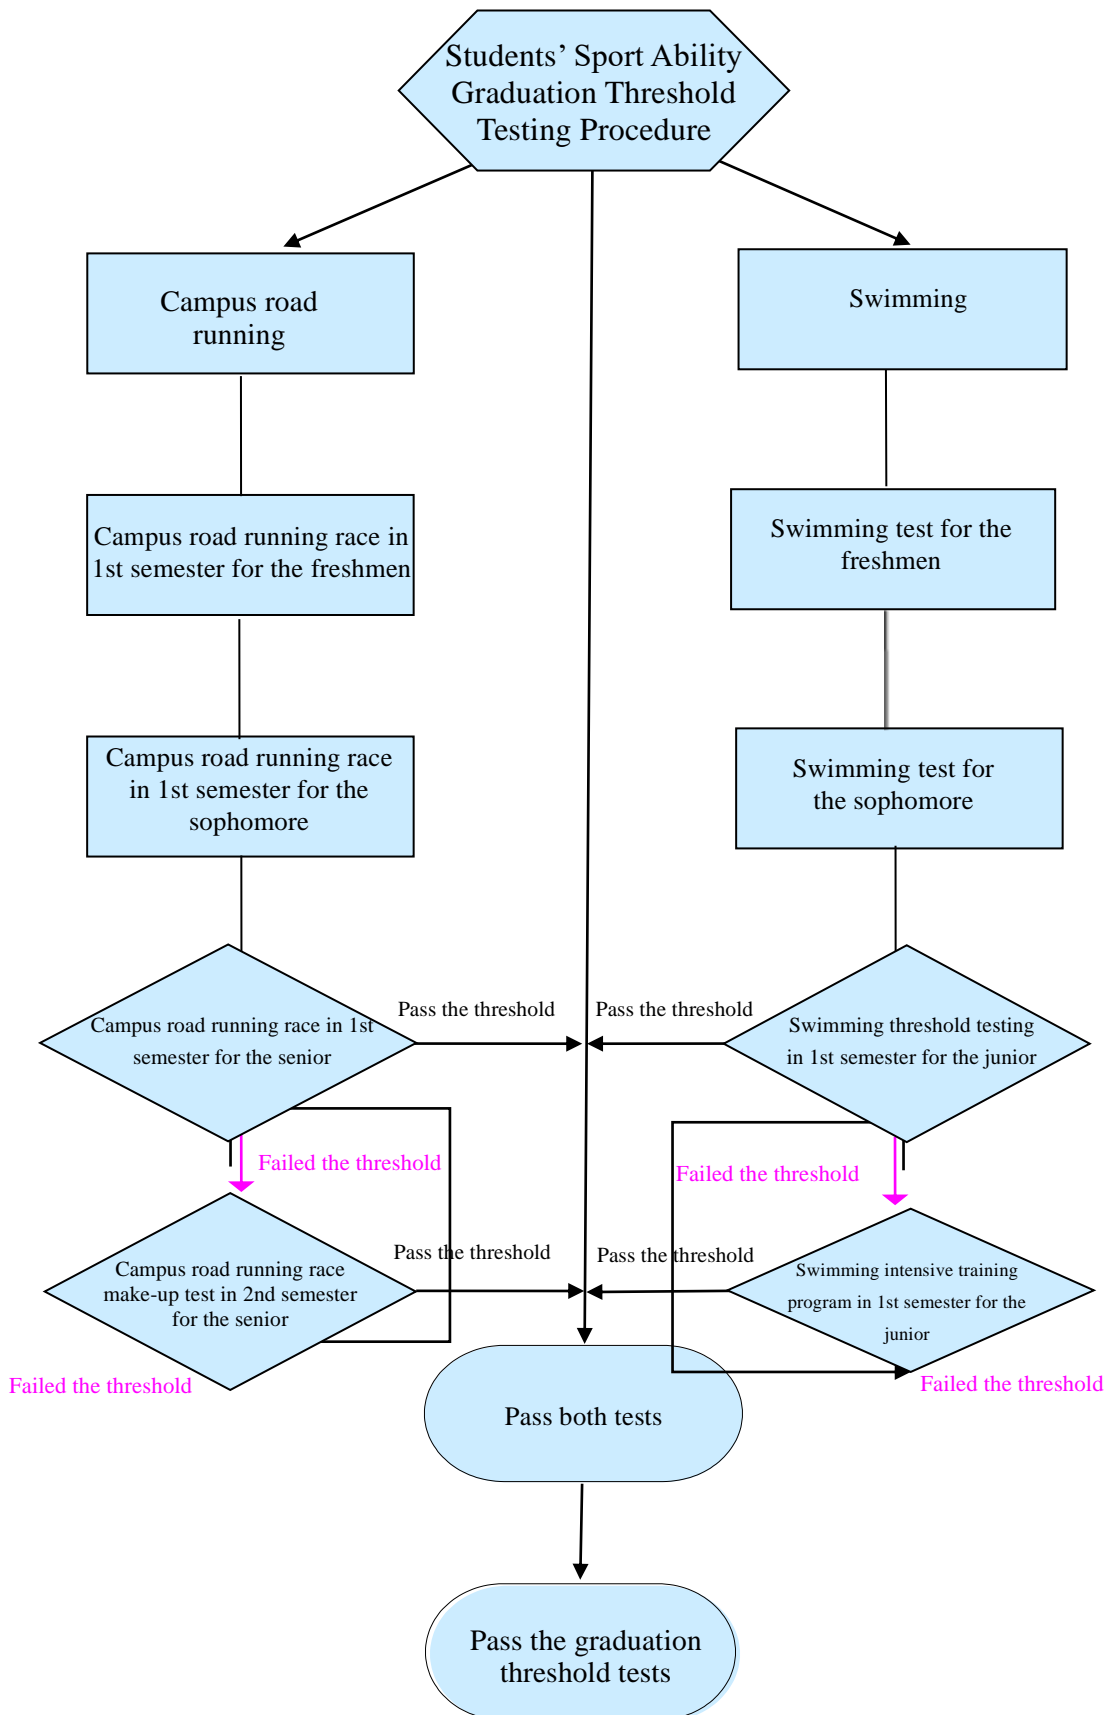 Students’ Sport Ability
Graduation Threshold
Testing Procedure
Campus road
running
Swimming
Campus road running race in
1st semester for the freshmen
Swimming test for the
freshmen
Campus road running race
in 1st semester for the
sophomore
Swimming test for
the sophomore
Pass the threshold
Pass the threshold
Campus road running race in 1st
semester for the senior
Swimming threshold testing
in 1st semester for the junior
Failed the threshold
Failed the threshold
Pass the threshold
Pass the threshold
Campus road running race
make-up test in 2nd semester
for the senior
Swimming intensive training
program in 1st semester for the
junior
Failed the threshold
Failed the threshold
Pass both tests
Pass the graduation
threshold tests